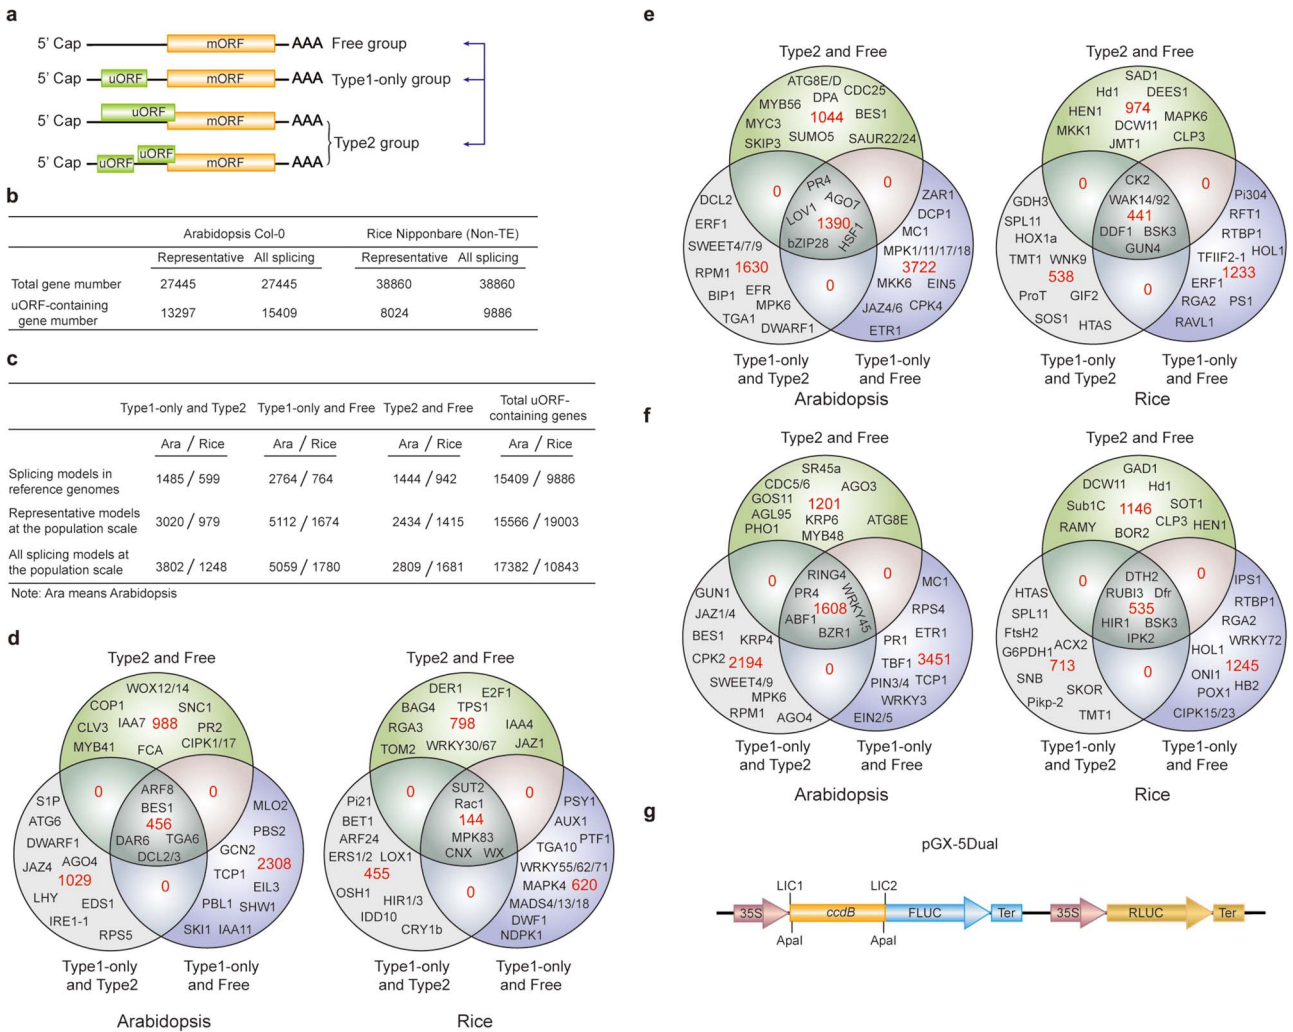 a
5' Cap mORF AAA Free group
5' Cap uORF mORF AAA Type1-only group
uORF
5' Cap mORF AAA
Type2 group
uORF
5' Cap uORF mORF AAA
b
Arabidopsis Col-0 Rice Nipponbare (Non-TE)
Representative All splicing Representative All splicing
Total gene mumber 27445 27445 38860 38860
uORF-containing
gene mumber 13297 15409 8024 9886
c
Type1-only and Type2 Type1-only and Free Type2 and Free Total uORF-
containing genes
Ara / Rice Ara / Rice Ara / Rice Ara / Rice
Splicing models in
reference genomes 1485 / 599 2764 / 764 1444 / 942 15409 / 9886
Representative models
at the population scale 3020 / 979 5112 / 1674 2434 / 1415 15566 / 19003
All splicing models at
the population scale 3802 / 1248 5059 / 1780 2809 / 1681 17382 / 10843
Note: Ara means Arabidopsis
d
Type2 and Free
WOX12/14
COP1 SNC1
CLV3 IAA7 988 PR2
MYB41 FCA CIPK1/17
0 0
ARF8
BES1
456
DAR6 TGA6
DCL2/3
0
S1P
ATG6
DWARF1
JAZ4 AGO4
1029
LHY EDS1
IRE1-1
RPS5
MLO2
PBS2
GCN2
2308
TCP1
EIL3
PBL1 SHW1
SKI1 IAA11
Type1-only
and Type2
Type1-only
and Free
Arabidopsis
Type2 and Free
DER1 E2F1
BAG4 TPS1
RGA3 798 IAA4
TOM2 WRKY30/67 JAZ1
0 0
SUT2
Rac1
144
MPK83
CNX WX
0
Pi21
BET1
ARF24
ERS1/2 LOX1
455
OSH1 HIR1/3
IDD10
CRY1b
PSY1
AUX1
PTF1
TGA10
WRKY55/62/71
MAPK4 620
MADS4/13/18
DWF1
NDPK1
Type1-only
and Type2
Type1-only
and Free
Rice
e
Type2 and Free
ATG8E/D
DPA CDC25
MYB56 1044 BES1
MYC3 SUMO5
SKIP3 SAUR22/24
0 0
PR4
AGO7
LOV1
1390
bZIP28 HSF1
0
DCL2
ERF1
SWEET4/7/9
RPM1 1630
BIP1 EFR
MPK6
TGA1
DWARF1
ZAR1
DCP1
MC1
MPK1/11/17/18
3722
MKK6 EIN5
JAZ4/6 CPK4
ETR1
Type1-only
and Type2
Type1-only
and Free
Arabidopsis
Type2 and Free
SAD1
Hd1 DEES1
HEN1 974 MAPK6
MKK1 DCW11 CLP3
JMT1
0 0
CK2
WAK14/92
441
DDF1 BSK3
GUN4
0
GDH3
SPL11
HOX1a
TMT1 WNK9
538
ProT GIF2
SOS1
HTAS
Pi304
RFT1
RTBP1
HOL1
TFIIF2-1
ERF1 1233
RGA2 PS1
RAVL1
Type1-only
and Type2
Type1-only
and Free
Rice
f
Type2 and Free
SR45a
CDC5/6 AGO3
GOS11 1201
AGL95 KRP6 ATG8E
PHO1 MYB48
0 0
RING4
PR4 WRKY45
1608
ABF1
BZR1
0
GUN1
JAZ1/4
BES1 KRP4
CPK2 2194
SWEET4/9
MPK6
RPM1 AGO4
MC1
RPS4
PR1 ETR1
TBF1 3451
PIN3/4 TCP1
WRKY3
EIN2/5
Type1-only
and Type2
Type1-only
and Free
Arabidopsis
Type2 and Free
GAD1
DCW11 Hd1
Sub1C 1146 SOT1
RAMY CLP3 HEN1
BOR2
0 0
DTH2
RUBI3 Dfr
535
HIR1 BSK3
IPK2
0
HTAS
SPL11
FtsH2
G6PDH1 ACX2
713
SNB
SKOR
Pikp-2
TMT1
IPS1
RTBP1
RGA2
WRKY72
HOL1
1245
ONI1
HB2
POX1
CIPK15/23
Type1-only
and Type2
Type1-only
and Free
Rice
g
pGX-5Dual
LIC1 LIC2
35S ccdB FLUC Ter 35S RLUC Ter
ApaI ApaI